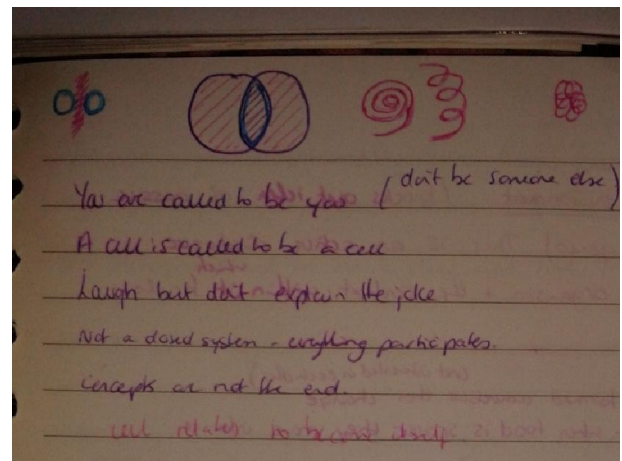 You are called to be you (don't be someone else)
A cell is called to be a cell
Laugh but don't explain the joke
Not a closed system - everything participates.
Concepts are not the end.
cell relates to become itself